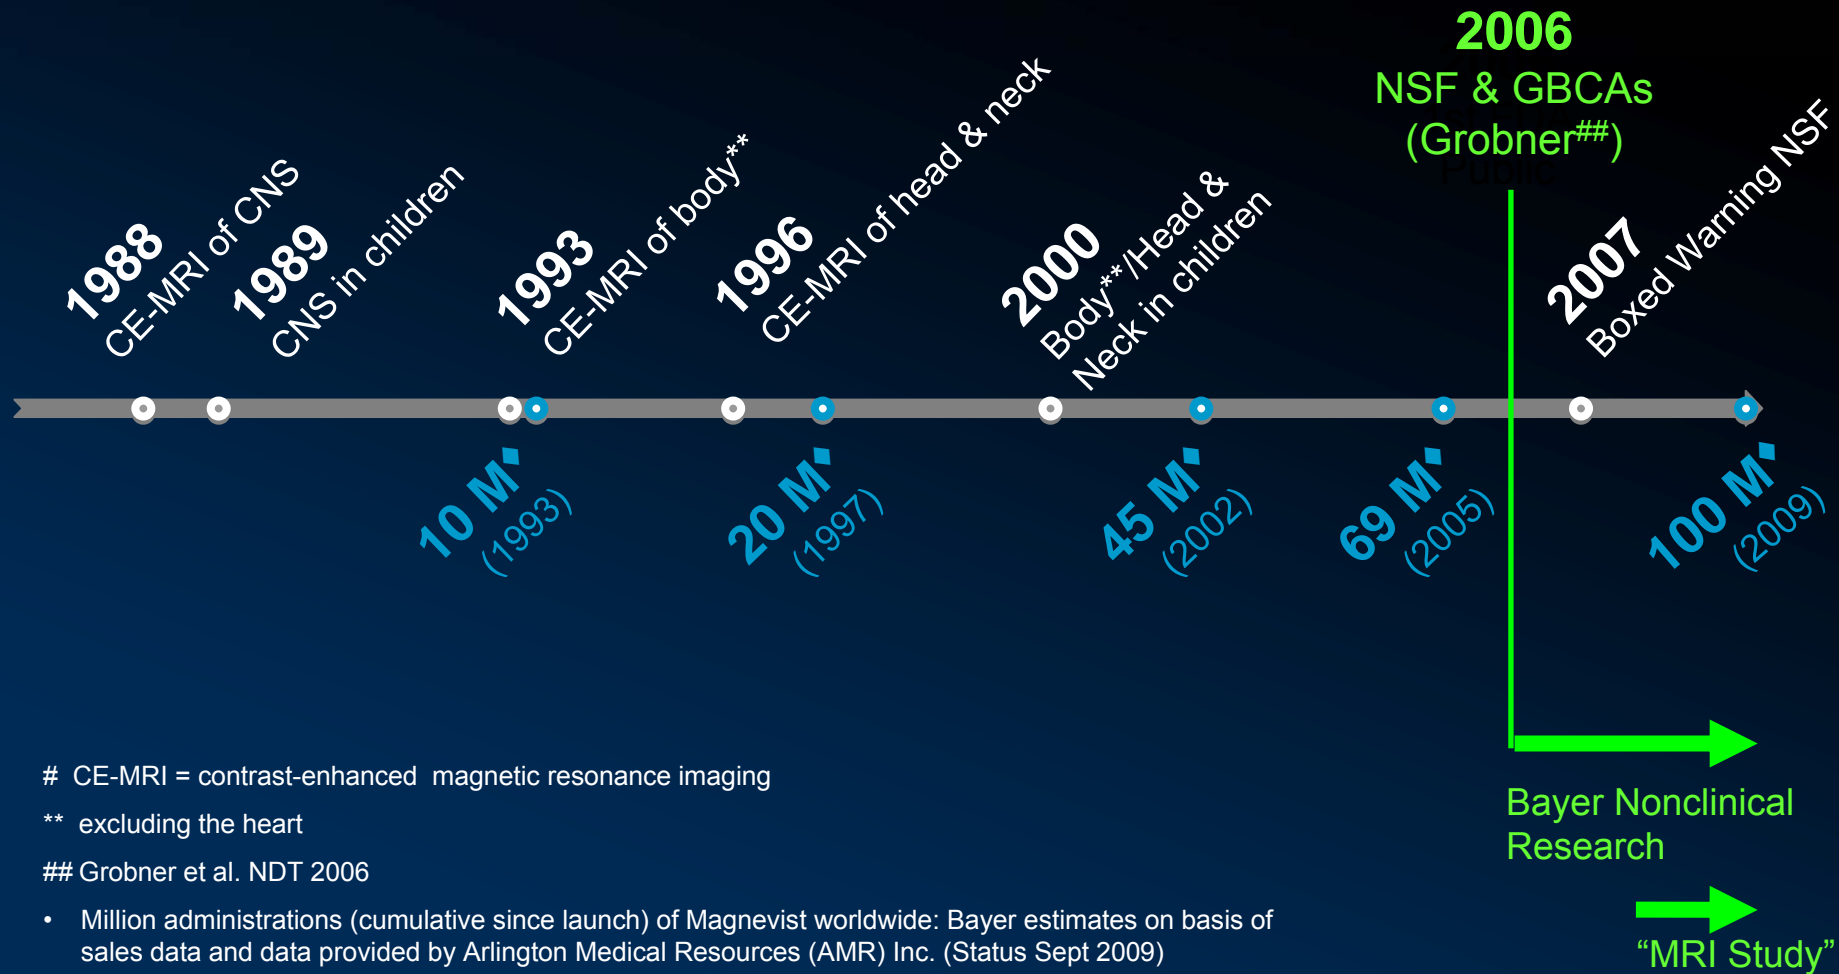 2006
NSF & GBCAs
(Grobner##)
Public
1988
CE-MRI of CNS
1989
CNS in children
1993
CE-MRI of body**
1996
CE-MRI of head & neck
2000
Body**/Head &
Neck in children
2007
Boxed Warning NSF
10 M♦
(1993)
20 M♦
(1997)
45 M♦
(2002)
69 M♦
(2005)
100 M♦
(2009)
Bayer Nonclinical
Research
“MRI Study”
# CE-MRI = contrast-enhanced magnetic resonance imaging
** excluding the heart
## Grobner et al. NDT 2006
• Million administrations (cumulative since launch) of Magnevist worldwide: Bayer estimates on basis of
sales data and data provided by Arlington Medical Resources (AMR) Inc. (Status Sept 2009)